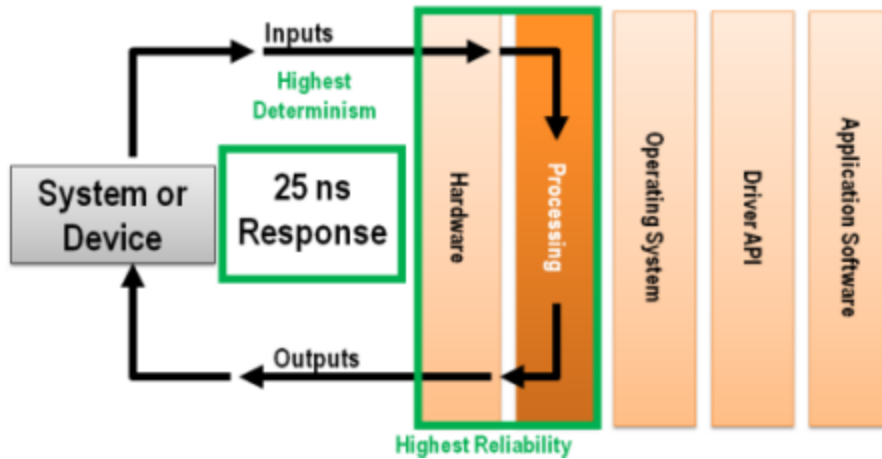 Inputs
Highest
Determinism
System or
Device
25 ns
Response
Hardware
Processing
Operating System
Driver API
Application Software
Outputs
Highest Reliability